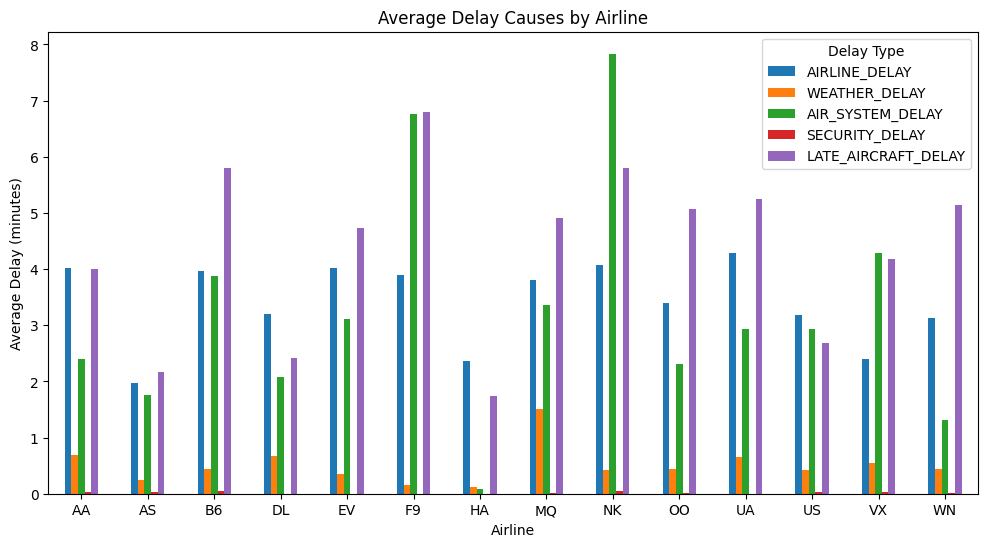 Average Delay Causes by Airline
Average Delay (minutes)
8
7
6
5
4
3
2
1
0
Delay Type
AIRLINE_DELAY
WEATHER_DELAY
AIR_SYSTEM_DELAY
SECURITY_DELAY
LATE_AIRCRAFT_DELAY
AA AS B6 DL EV F9 HA MQ NK OO UA US VX WN
Airline